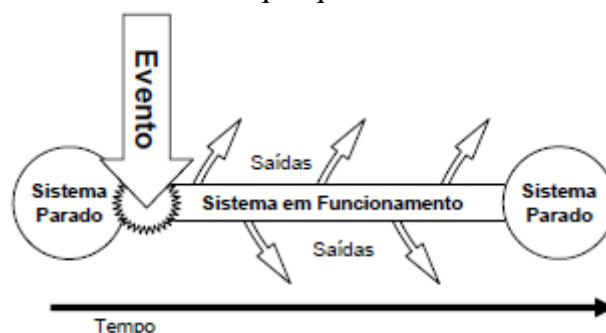 Evento
Saídas
Sistema
Parado
Sistema em Funcionamento
Sistema
Parado
Saídas
Tempo